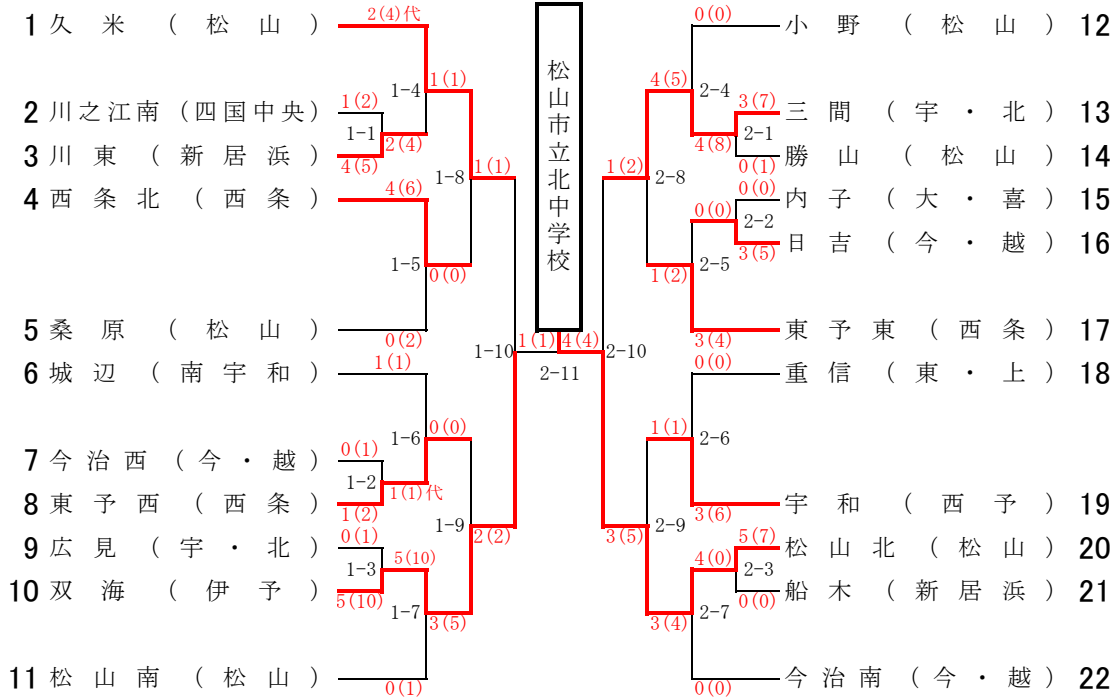 松山市立北中学校
1 久米（松山）
2 川之江南（四国中央）
3 川東（新居浜）
4 西条北（西条）
5 桑原（松山）
6 城辺（南宇和）
7 今治西（今・越）
8 東予西（西条）
9 広見（宇・北）
10 双海（伊予）
11 松山南（松山）
2(4)代
1(2)
4(5)
4(6)
0(2)
1(1)
0(1)
1(2)
0(1)
5(10)
0(1)
1-1
1-2
1-3
2(4)
1(1)代
5(10)
1-4
1-5
1-6
1-7
1(1)
0(0)
0(0)
3(5)
1-8
1-9
1(1)
2(2)
1-10
1(1)
4(4)
2-11
2-10
1(2)
3(5)
2-8
2-9
4(5)
1(2)
1(1)
3(4)
2-4
2-5
2-6
2-7
4(8)
0(0)
4(0)
2-1
2-2
2-3
0(0)
3(7)
0(1)
0(0)
3(5)
3(4)
0(0)
3(6)
5(7)
0(0)
0(0)
小野（松山） 12
三間（宇・北） 13
勝山（松山） 14
内子（大・喜） 15
日吉（今・越） 16
東予東（西条） 17
重信（東・上） 18
宇和（西予） 19
松山北（松山） 20
船木（新居浜） 21
今治南（今・越） 22